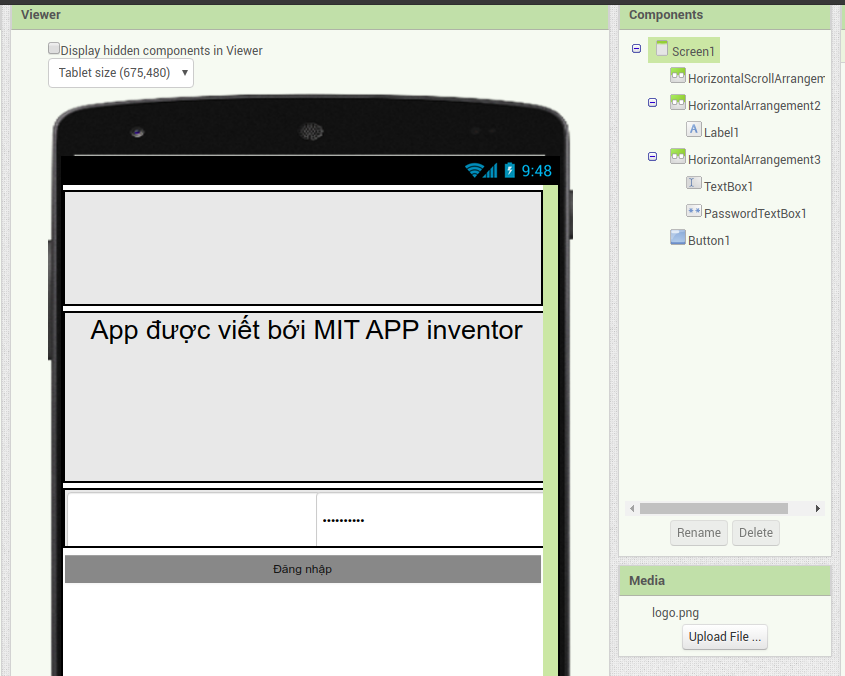 Viewer
Display hidden components in Viewer
Tablet size (675,480)
9:48
App được viết bới MIT APP inventor
••••••••••
Đăng nhập
Components
Screen1
HorizontalScrollArrangem
HorizontalArrangement2
A Label1
HorizontalArrangement3
TextBox1
** PasswordTextBox1
Button1
Rename Delete
Media
logo.png
Upload File ...